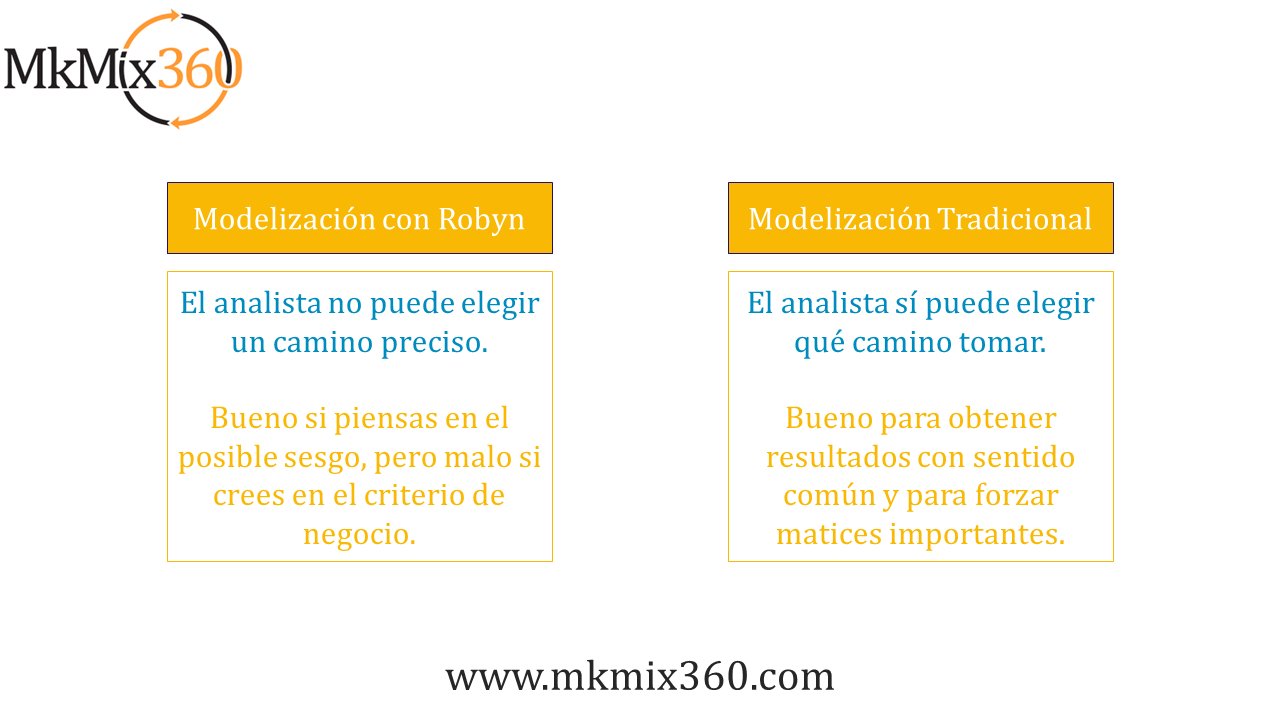 MkMix360
Modelización con Robyn
El analista no puede elegir
un camino preciso.
Bueno si piensas en el
posible sesgo, pero malo si
crees en el criterio de
negocio.
Modelización Tradicional
El analista sí puede elegir
qué camino tomar.
Bueno para obtener
resultados con sentido
común y para forzar
matices importantes.
www.mkmix360.com